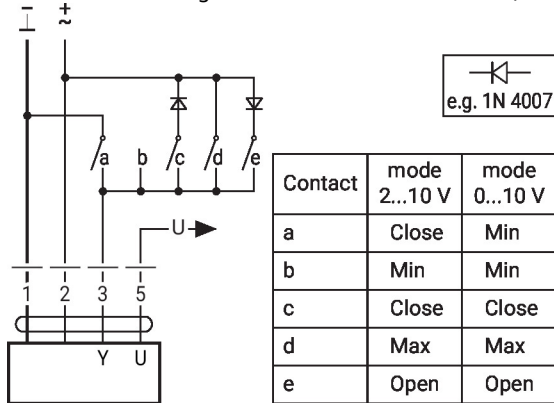 − +
⊥ ~
e.g. 1N 4007
a b c d e
U
1 2 3 5
Y U
Contact mode 2...10 V mode 0...10 V
a Close Min
b Min Min
c Close Close
d Max Max
e Open Open